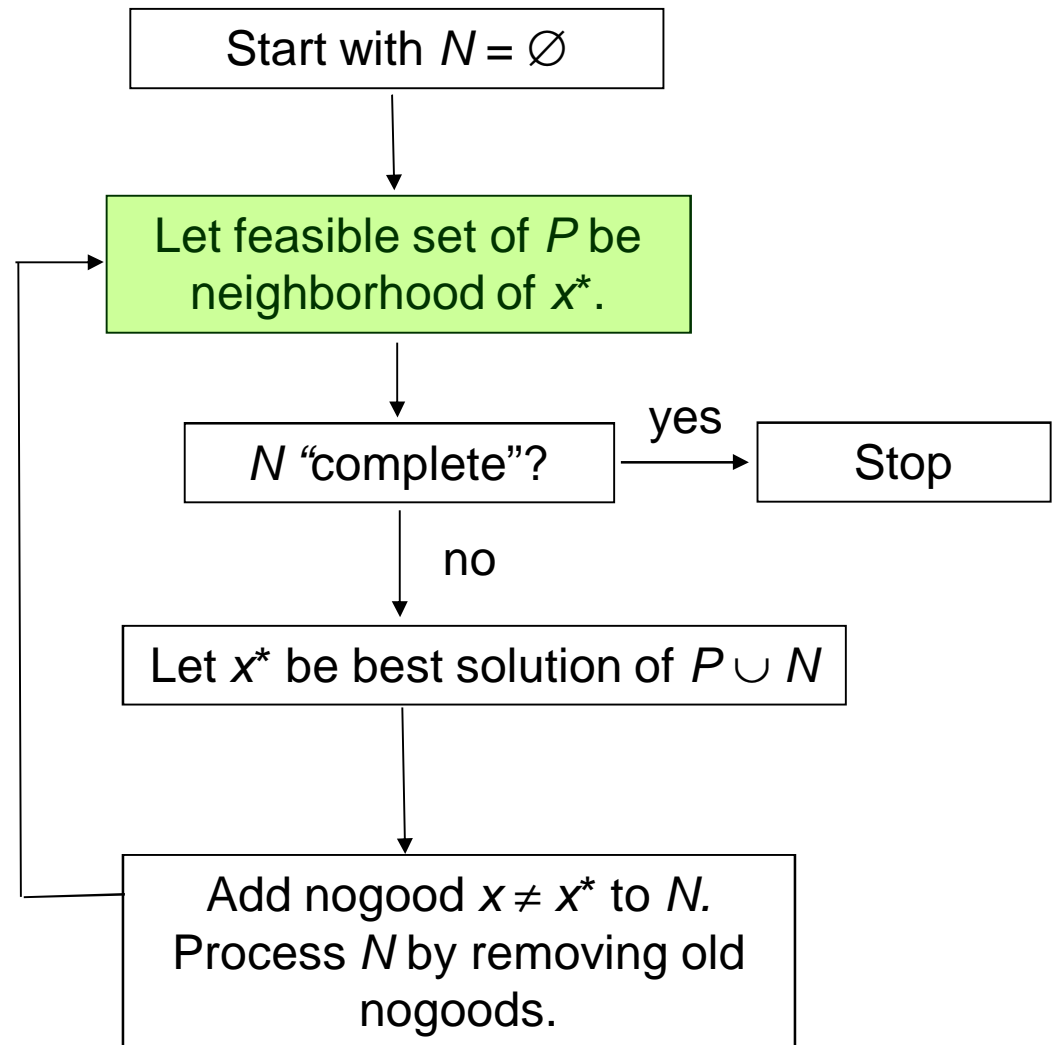 Start with N = ∅
Let feasible set of P be
neighborhood of x*.
N “complete”?
yes
Stop
no
Let x* be best solution of P ∪ N
Add nogood x ≠ x* to N.
Process N by removing old
nogoods.